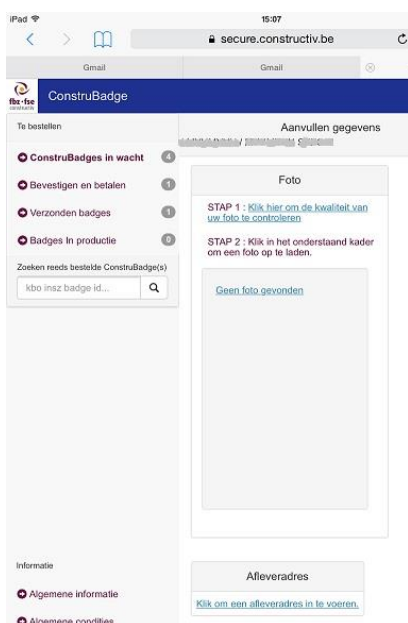 iPad
15:07
secure.constructiv.be
Gmail
Gmail
fbz·fse
ConstruBadge
Te bestellen
ConstruBadges in wacht 4
Bevestigen en betalen 1
Verzonden badges 1
Badges In productie 0
Zoeken reeds bestelde ConstruBadge(s)
kbo insz badge id...
Informatie
Algemene informatie
Algemene condities
Aanvullen gegevens
Foto
STAP 1 : Klik hier om de kwaliteit van
uw foto te controleren
STAP 2 : Klik in het onderstaand kader
om een foto op te laden.
Geen foto gevonden
Afleveradres
Klik om een afleveradres in te voeren.